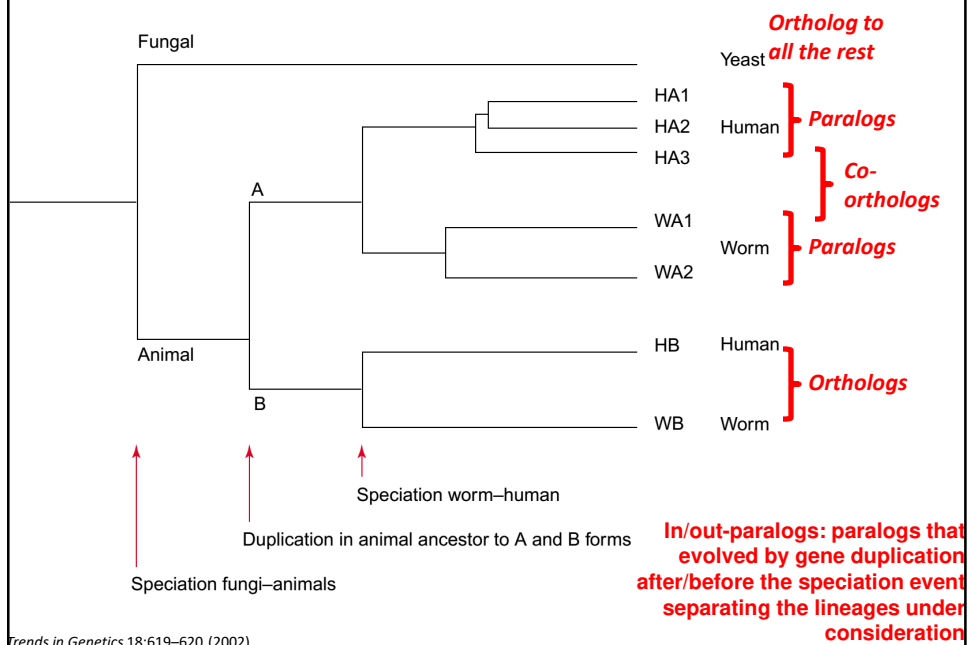 Ortholog to
all the rest
Fungal
Yeast
HA1
HA2
Human
Paralogs
HA3
Co-
orthologs
A
WA1
Worm
Paralogs
WA2
HB
Human
Animal
Orthologs
B
WB
Worm
Speciation worm–human
Duplication in animal ancestor to A and B forms
Speciation fungi–animals
In/out-paralogs: paralogs that
evolved by gene duplication
after/before the speciation event
separating the lineages under
consideration
Trends in Genetics 18:619–620 (2002)